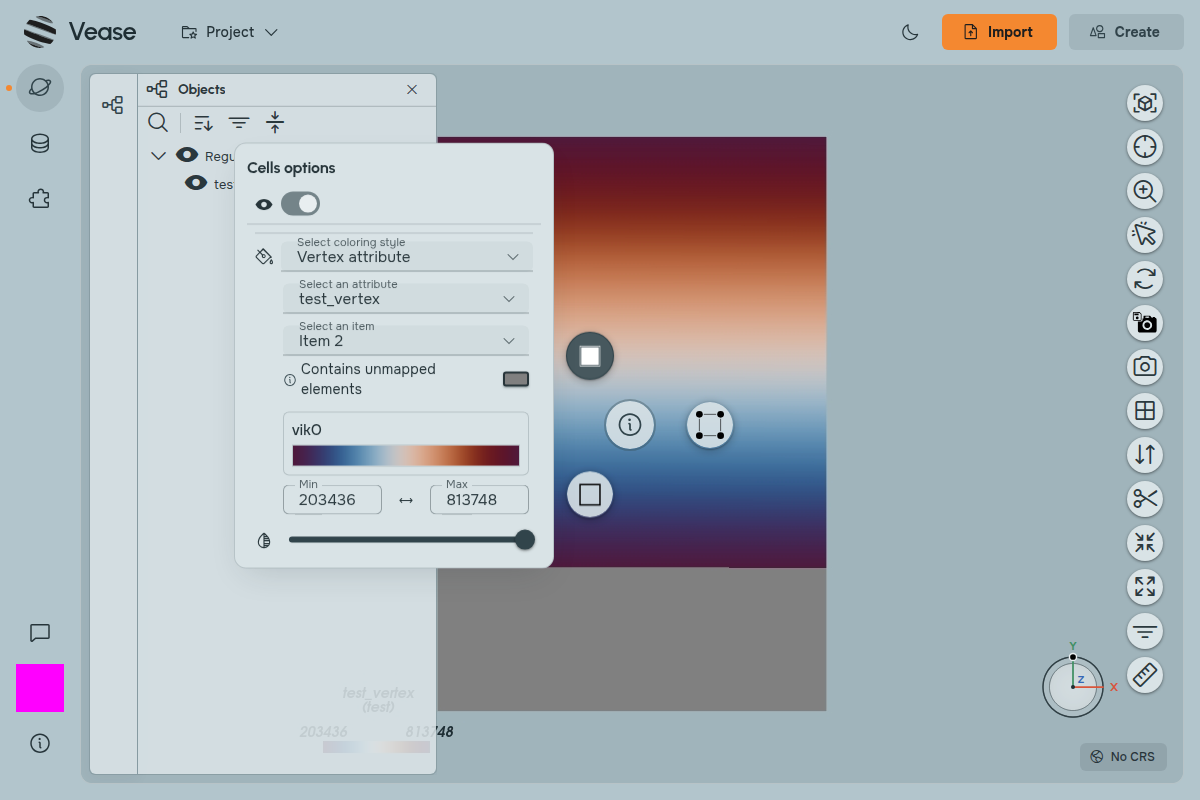 Vease
Project
Import
Create
Objects
Regu
tes
Cells options
Select coloring style
Vertex attribute
Select an attribute
test_vertex
Select an item
Item 2
Contains unmapped
elements
vikO
Min
203436
Max
813748
test_vertex
(test)
203436
813748
Y
Z
X
No CRS